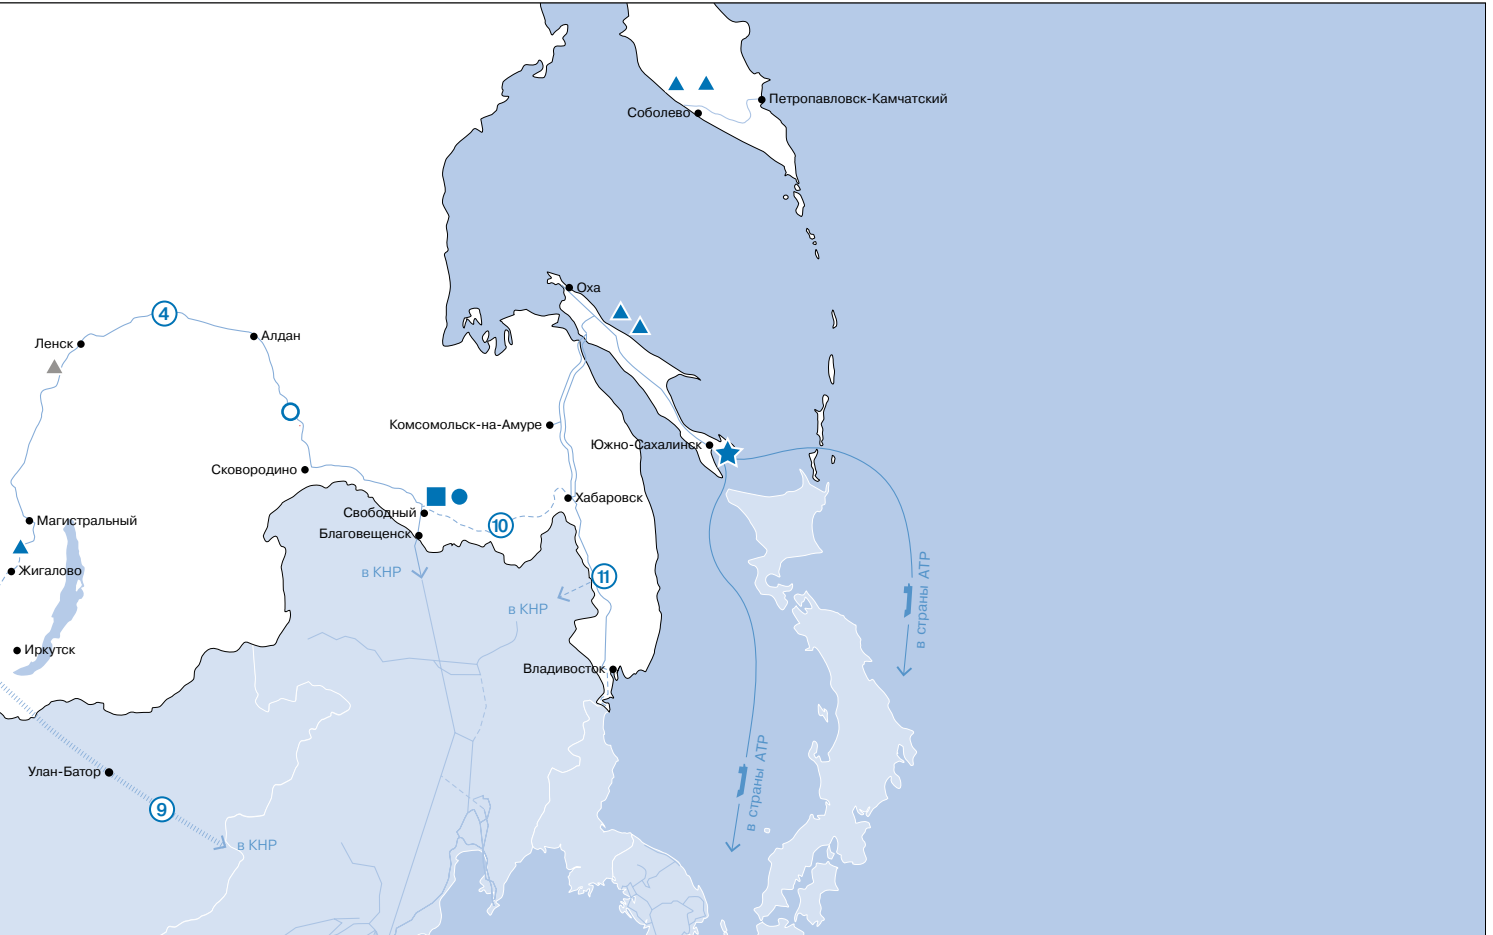 Петропавловск-Камчатский
Соболево
Оха
4
Алдан
Ленск
Комсомольск-на-Амуре
Южно-Сахалинск
Сковородино
Хабаровск
Свободный
Магистральный
10
Благовещенск
Жигалово
в КНР
11
в КНР
в страны АТР
Иркутск
Владивосток
Улан-Батор
в страны АТР
9
в КНР